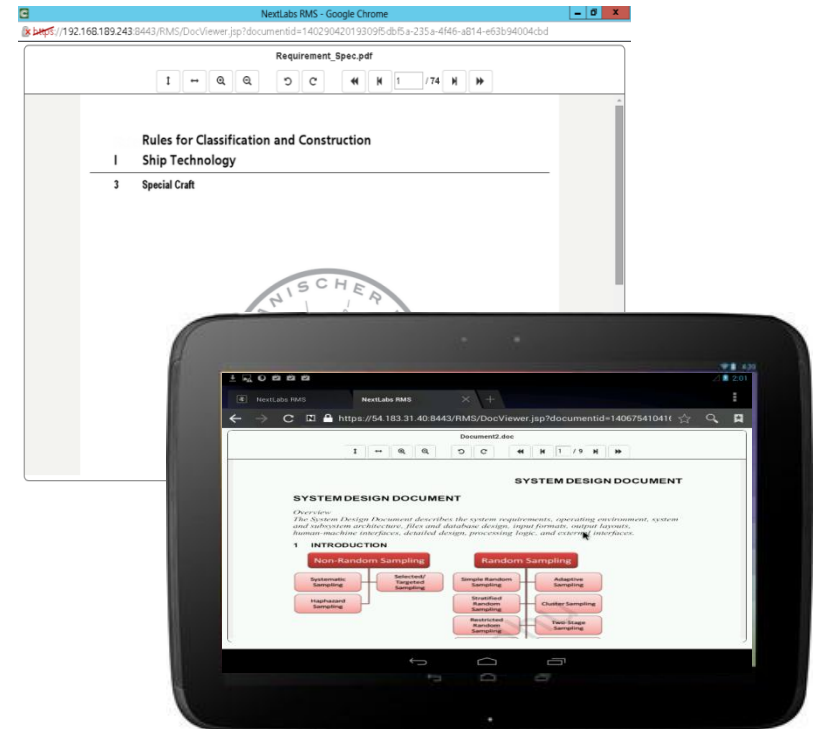 NextLabs RMS - Google Chrome
https://192.168.189.243:8443/RMS/DocViewer.jsp?documentid=14029042019309f5dbf5a-235a-4f46-a814-e63b94004cbd
Requirement_Spec.pdf
1 / 74
Rules for Classification and Construction
I Ship Technology
3 Special Craft
NISCHER
4:39
2:01
NextLabs RMS
NextLabs RMS
https://54.183.31.40:8443/RMS/DocViewer.jsp?documentid=140675410416
Document2.doc
1 / 9
SYSTEM DESIGN DOCUMENT
SYSTEM DESIGN DOCUMENT
Overview
The System Design Document describes the system requirements, operating environment, system
and subsystem architecture, files and database design, input formats, output layouts,
human-machine interfaces, detailed design, processing logic, and external interfaces.
1 INTRODUCTION
Non-Random Sampling
Random Sampling
Systematic Sampling
Selected/ Targeted Sampling
Simple Random Sampling
Adaptive Sampling
Haphazard Sampling
Stratified Random Sampling
Cluster Sampling
Restricted Random Sampling
Two-Stage Sampling